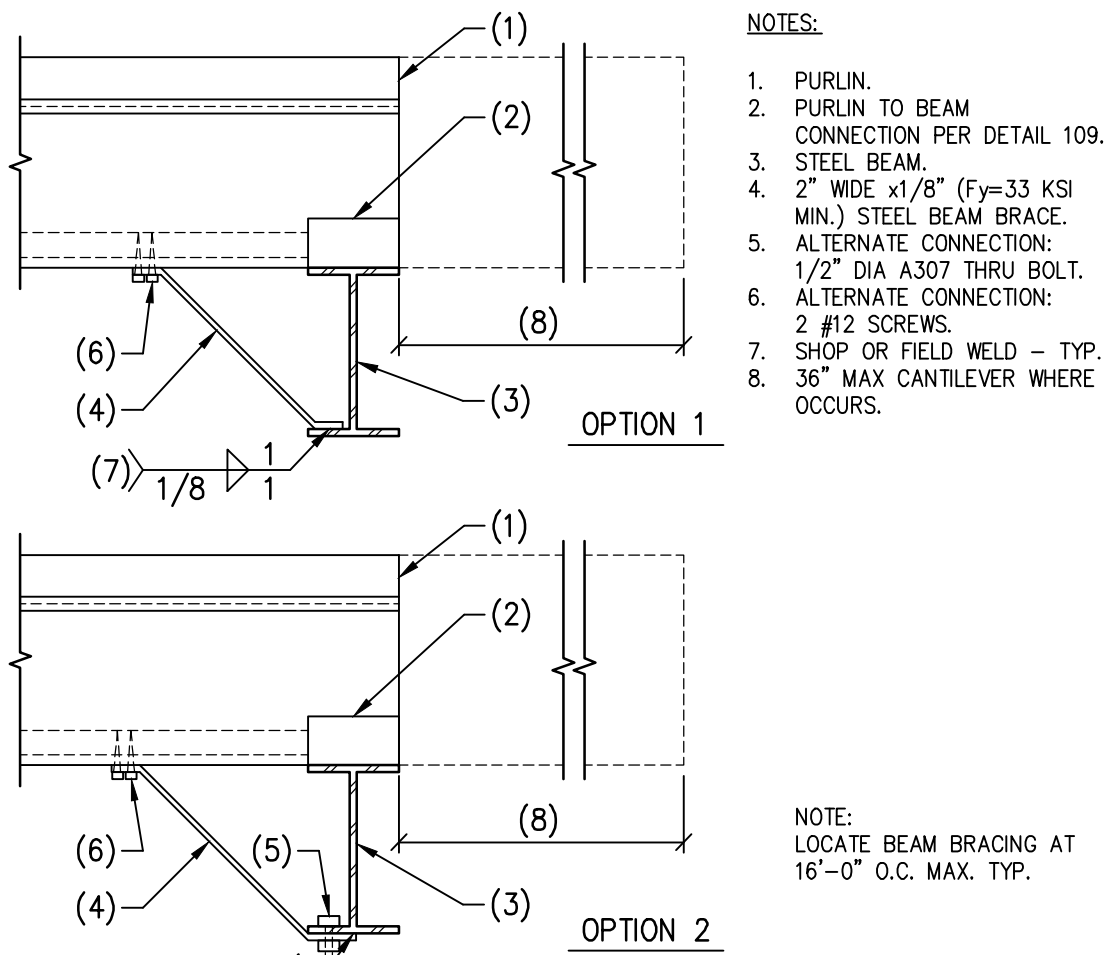 (1)
(2)
(8)
(6)
(4)
(3)
OPTION 1
(7)
1/8
1
1
(1)
(2)
(8)
(6)
(5)
(4)
(3)
OPTION 2
NOTES:
1. PURLIN.
2. PURLIN TO BEAM
CONNECTION PER DETAIL 109.
3. STEEL BEAM.
4. 2" WIDE x1/8" (Fy=33 KSI
MIN.) STEEL BEAM BRACE.
5. ALTERNATE CONNECTION:
1/2" DIA A307 THRU BOLT.
6. ALTERNATE CONNECTION:
2 #12 SCREWS.
7. SHOP OR FIELD WELD – TYP.
8. 36" MAX CANTILEVER WHERE
OCCURS.
NOTE:
LOCATE BEAM BRACING AT
16'–0" O.C. MAX. TYP.